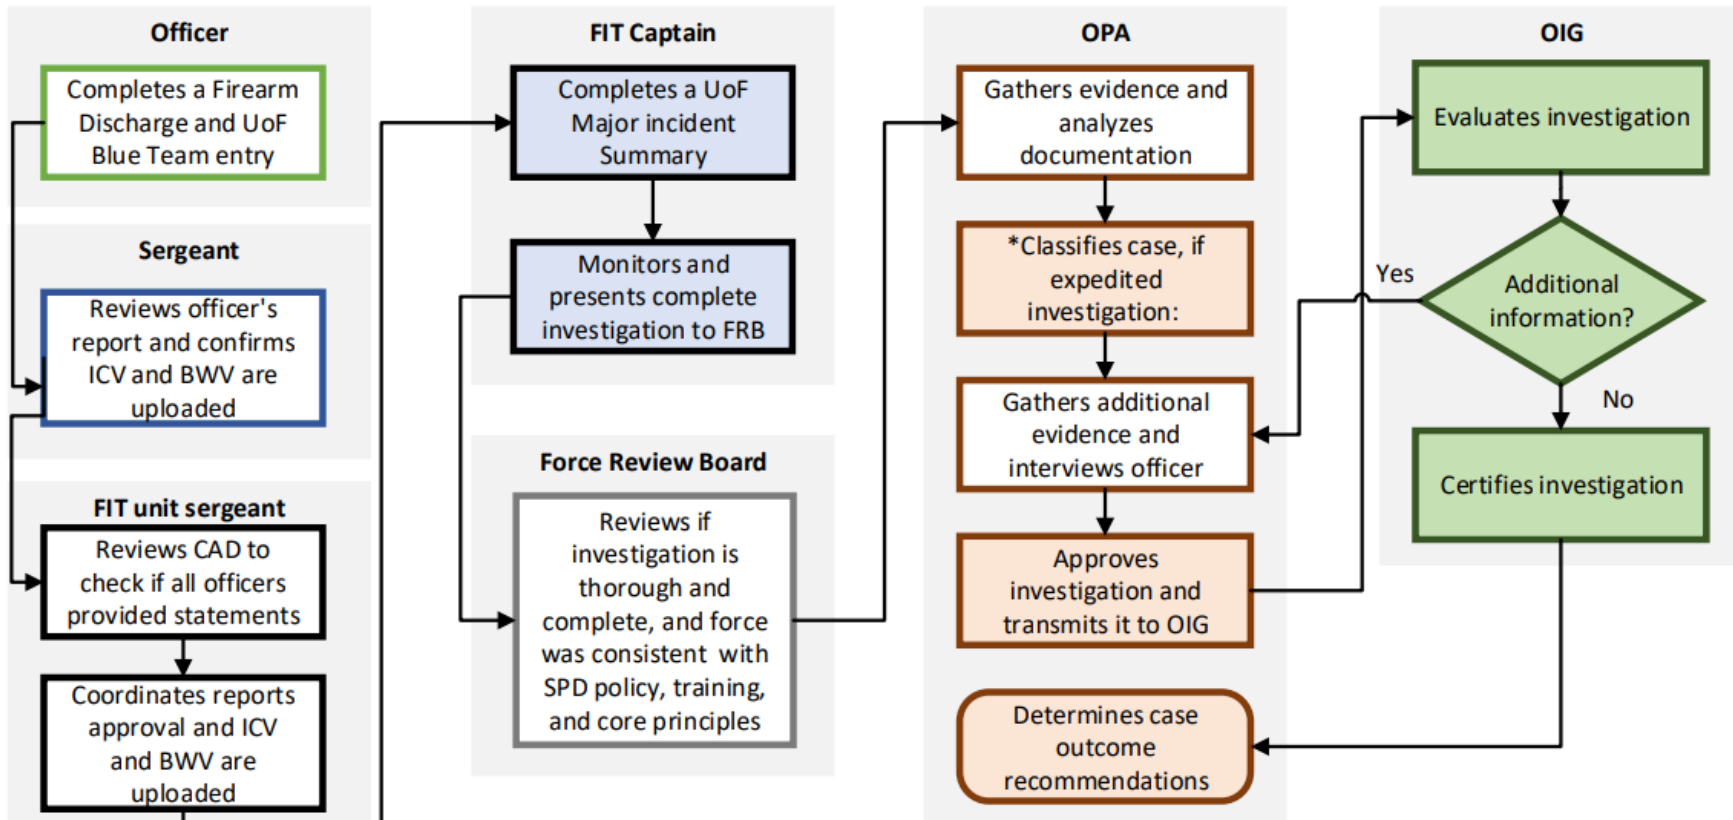 Officer
Completes a Firearm
Discharge and UoF
Blue Team entry
Sergeant
Reviews officer's
report and confirms
ICV and BWV are
uploaded
FIT unit sergeant
Reviews CAD to
check if all officers
provided statements
Coordinates reports
approval and ICV
and BWV are
uploaded
FIT Captain
Completes a UoF
Major incident
Summary
Monitors and
presents complete
investigation to FRB
Force Review Board
Reviews if
investigation is
thorough and
complete, and force
was consistent with
SPD policy, training,
and core principles
OPA
Gathers evidence and
analyzes
documentation
*Classifies case, if
expedited
investigation:
Gathers additional
evidence and
interviews officer
Approves
investigation and
transmits it to OIG
Determines case
outcome
recommendations
OIG
Evaluates investigation
Additional
information?
Yes
No
Certifies investigation